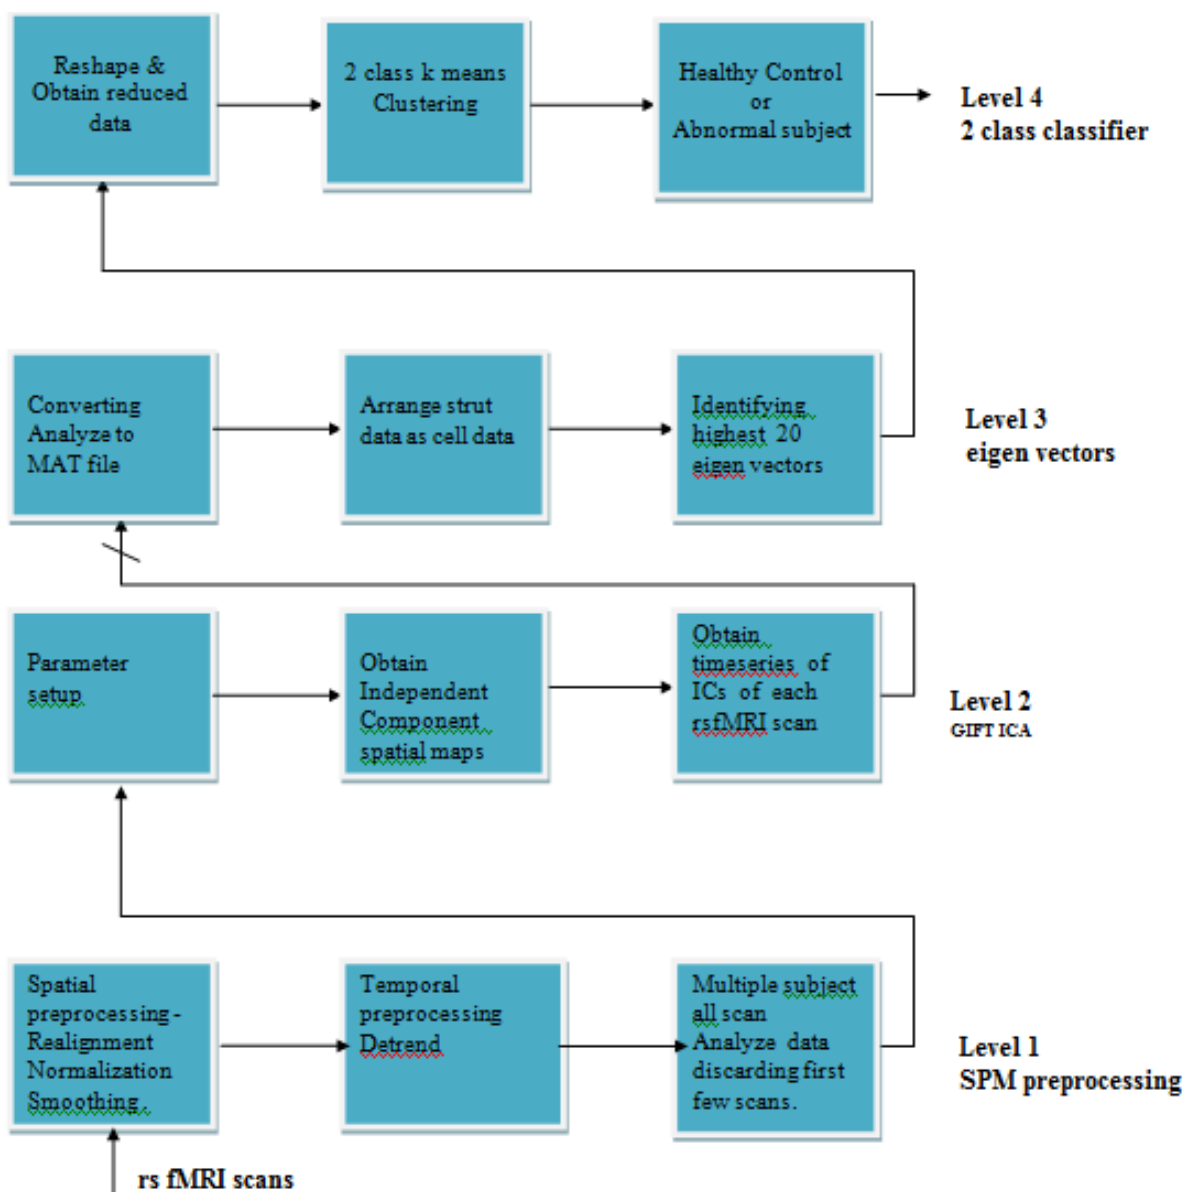 Reshape &
Obtain reduced
data
2 class k means
Clustering
Healthy Control
or
Abnormal subject
Level 4
2 class classifier
Converting
Analyze to
MAT file
Arrange strut
data as cell data
Identifying
highest 20
eigen vectors
Level 3
eigen vectors
Parameter
setup
Obtain
Independent
Component
spatial maps
Obtain
timeseries of
ICs of each
rsfMRI scan
Level 2
GIFT ICA
Spatial
preprocessing-
Realignment
Normalization
Smoothing.
Temporal
preprocessing
Detrend
Multiple subject
all scan
Analyze data
discarding first
few scans.
Level 1
SPM preprocessing
rs fMRI scans